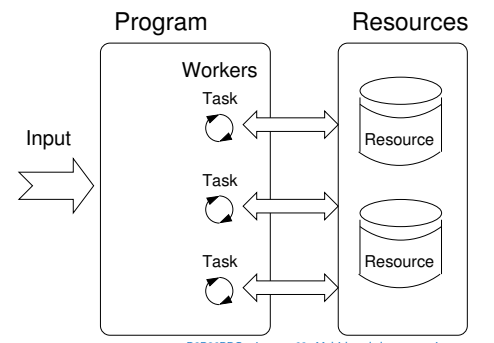 Program
Resources
Workers
Task
Resource
Input
Task
Task
Resource